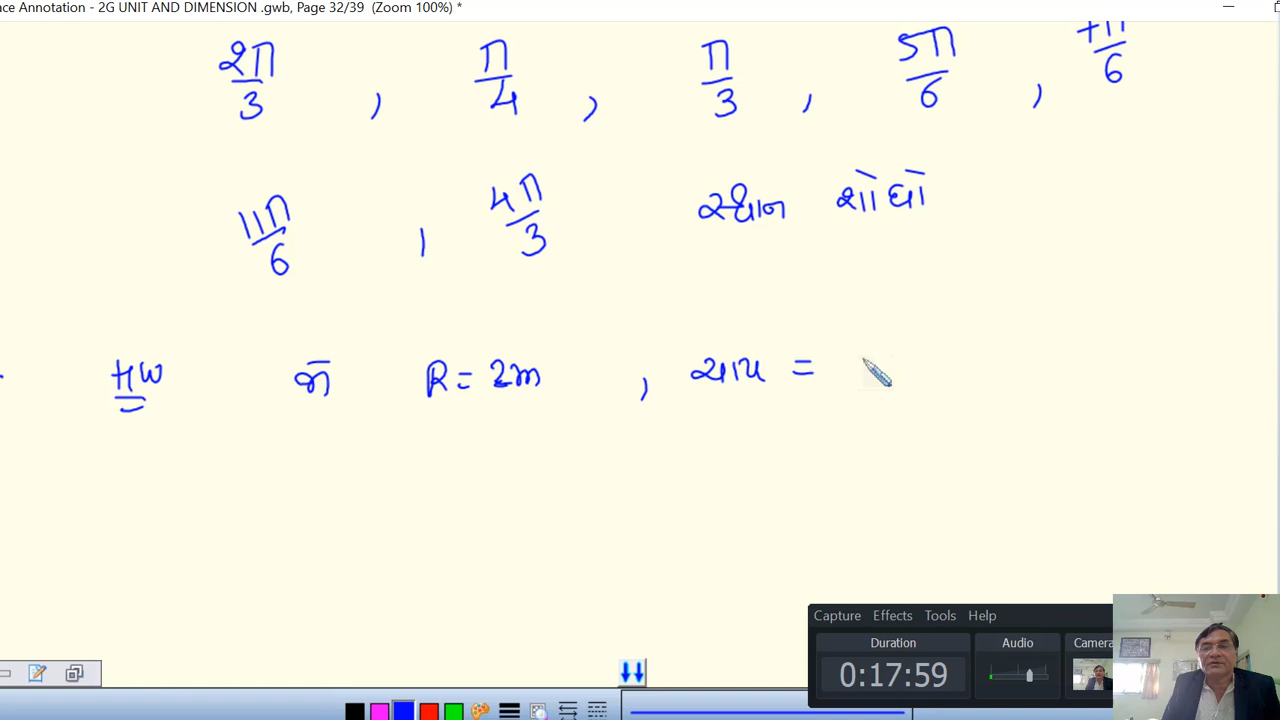 ce Annotation - 2G UNIT AND DIMENSION .gwb, Page 32/39 (Zoom 100%) *
2π/3 , π/4 , π/3 , 5π/6 , 7π/6
11π/6 , 4π/3 સ્થાન શોધો
HW જો R = 2m , ચાપ =
Capture Effects Tools Help
Duration Audio Camera
0:17:59